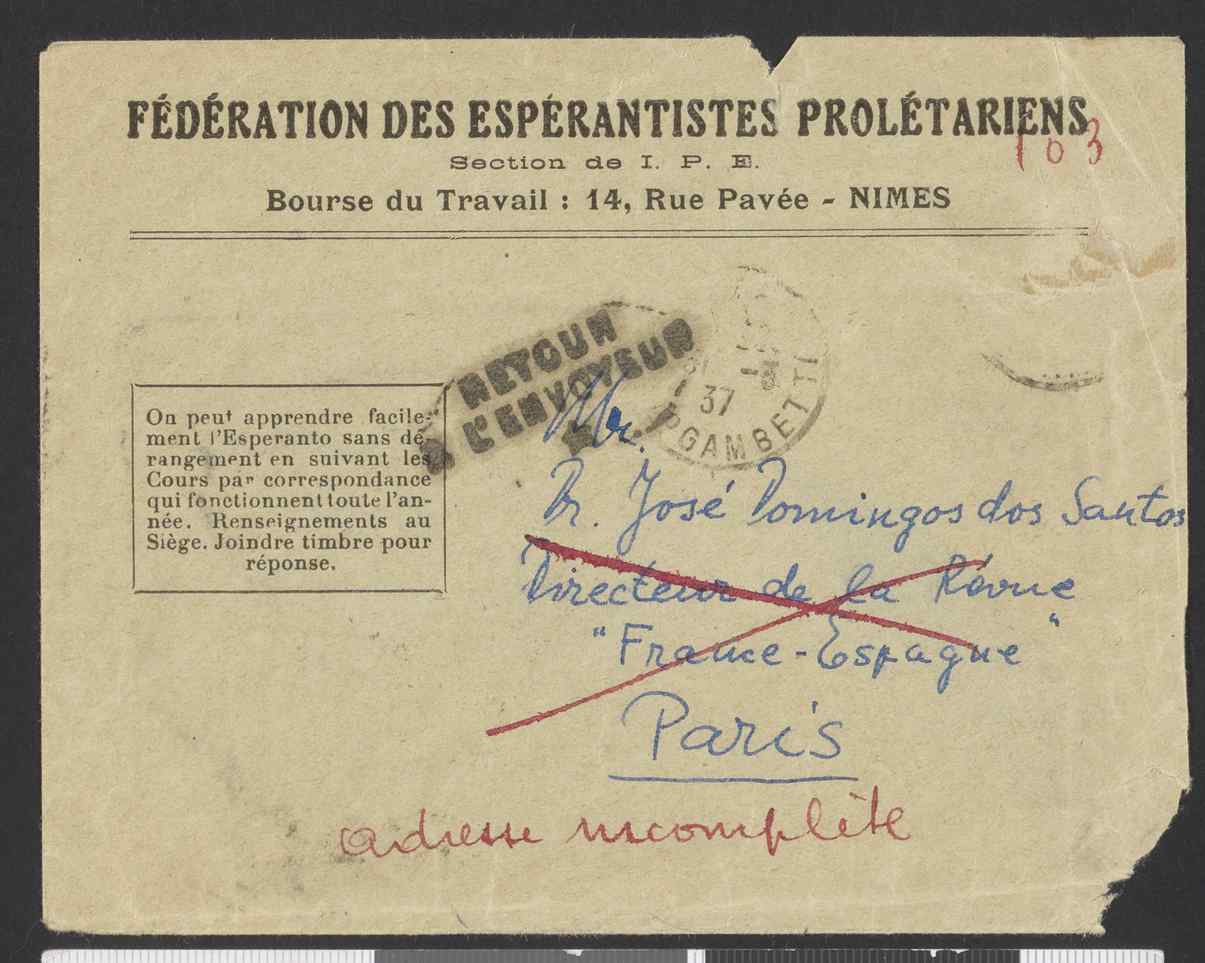 FÉDÉRATION DES ESPÉRANTISTES PROLÉTARIENS
163
Section de I. P. E.
Bourse du Travail : 14, Rue Pavée - NIMES
RETOUR
A L'ENVOYEUR
37
P GAMBETTA
On peut apprendre facile-
ment l'Esperanto sans dé-
rangement en suivant les
Cours par correspondance
qui fonctionnent toute l'an-
née. Renseignements au
Siège. Joindre timbre pour
réponse.
Mr.
Dr. José Domingos dos Santos
Directeur de la Révue
"France-Espagne"
Paris
adresse incomplète